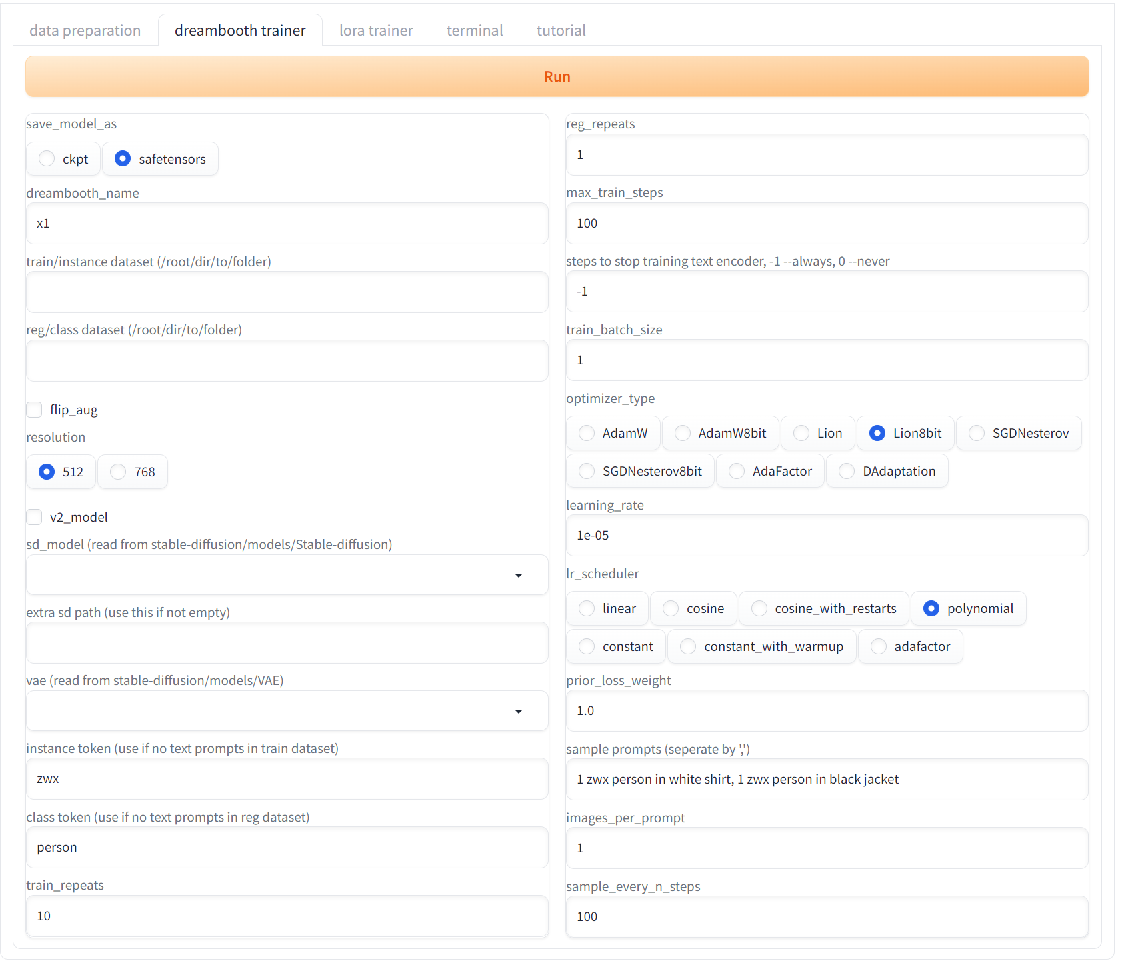 data preparation
dreambooth trainer
lora trainer
terminal
tutorial
Run
save_model_as
ckpt
safetensors
dreambooth_name
x1
train/instance dataset (/root/dir/to/folder)
reg/class dataset (/root/dir/to/folder)
flip_aug
resolution
512
768
v2_model
sd_model (read from stable-diffusion/models/Stable-diffusion)
extra sd path (use this if not empty)
vae (read from stable-diffusion/models/VAE)
instance token (use if no text prompts in train dataset)
zwx
class token (use if no text prompts in reg dataset)
person
train_repeats
10
reg_repeats
1
max_train_steps
100
steps to stop training text encoder, -1 --always, 0 --never
-1
train_batch_size
1
optimizer_type
AdamW
AdamW8bit
Lion
Lion8bit
SGDNesterov
SGDNesterov8bit
AdaFactor
DAdaptation
learning_rate
1e-05
lr_scheduler
linear
cosine
cosine_with_restarts
polynomial
constant
constant_with_warmup
adafactor
prior_loss_weight
1.0
sample prompts (seperate by ',')
1 zwx person in white shirt, 1 zwx person in black jacket
images_per_prompt
1
sample_every_n_steps
100